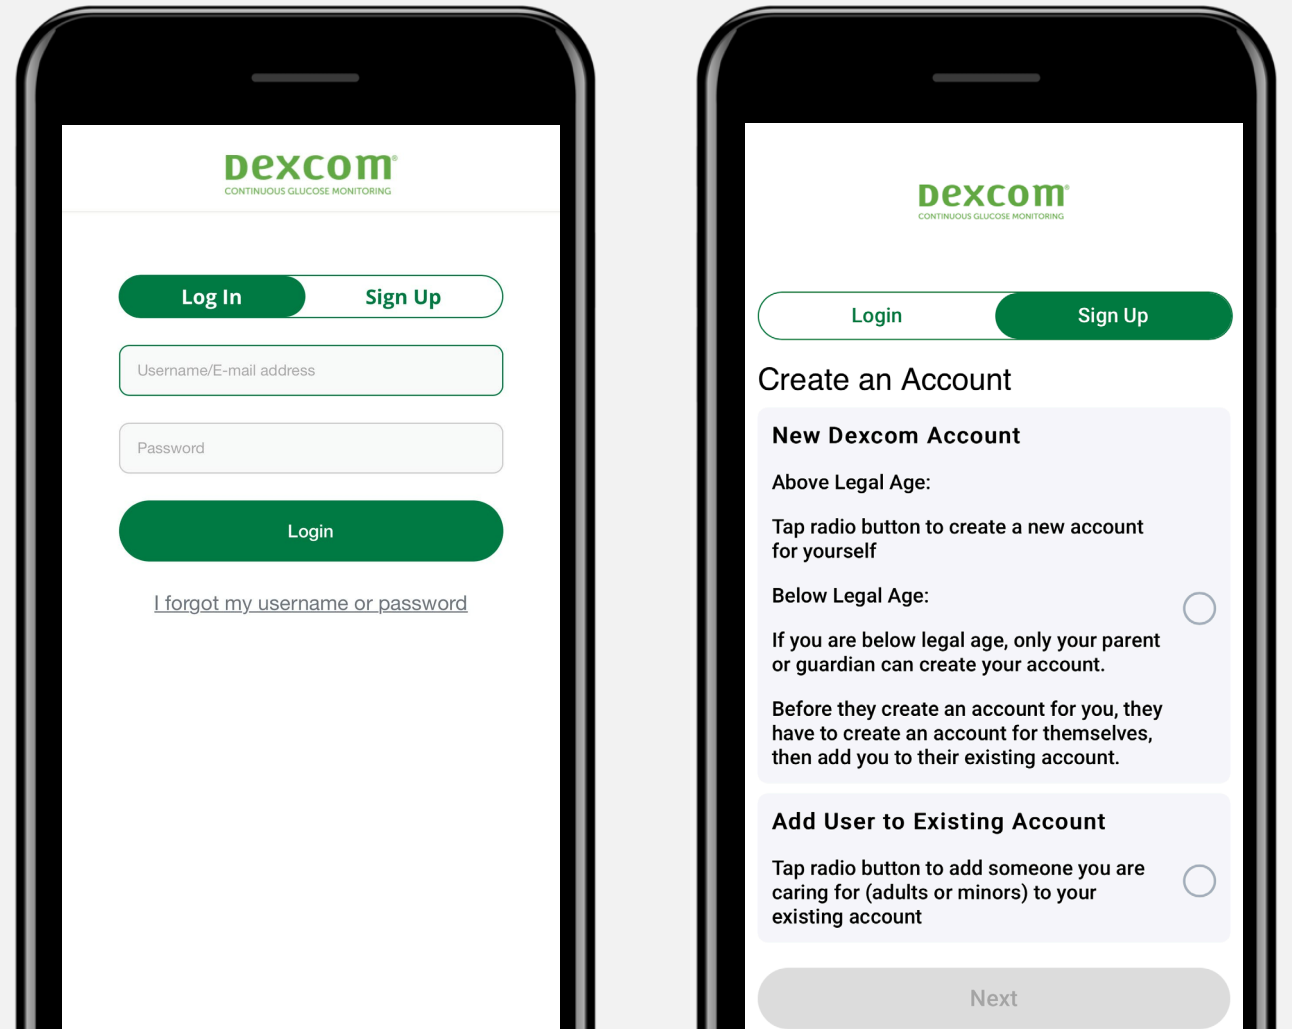 Dexcom®
CONTINUOUS GLUCOSE MONITORING
Log In
Sign Up
Username/E-mail address
Password
Login
I forgot my username or password
Dexcom®
CONTINUOUS GLUCOSE MONITORING
Login
Sign Up
Create an Account
New Dexcom Account
Above Legal Age:
Tap radio button to create a new account
for yourself
Below Legal Age:
If you are below legal age, only your parent
or guardian can create your account.
Before they create an account for you, they
have to create an account for themselves,
then add you to their existing account.
Add User to Existing Account
Tap radio button to add someone you are
caring for (adults or minors) to your
existing account
Next